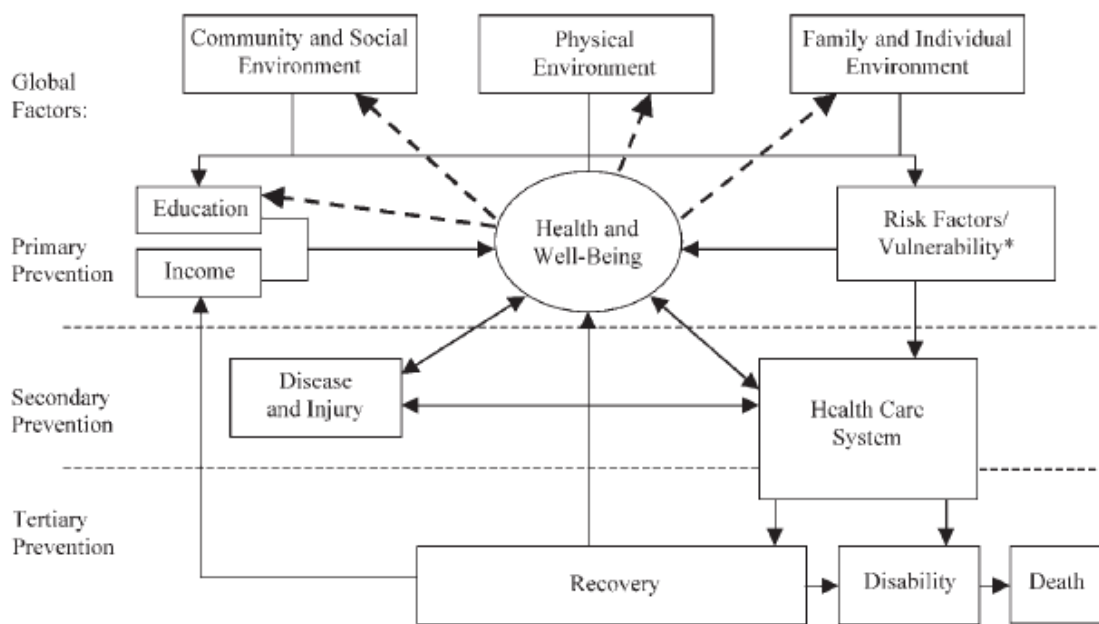 Community and Social
Environment
Physical
Environment
Family and Individual
Environment
Global
Factors:
Education
Health and
Well-Being
Risk Factors/
Vulnerability*
Primary
Prevention
Income
Disease
and Injury
Secondary
Prevention
Health Care
System
Tertiary
Prevention
Recovery
Disability
Death